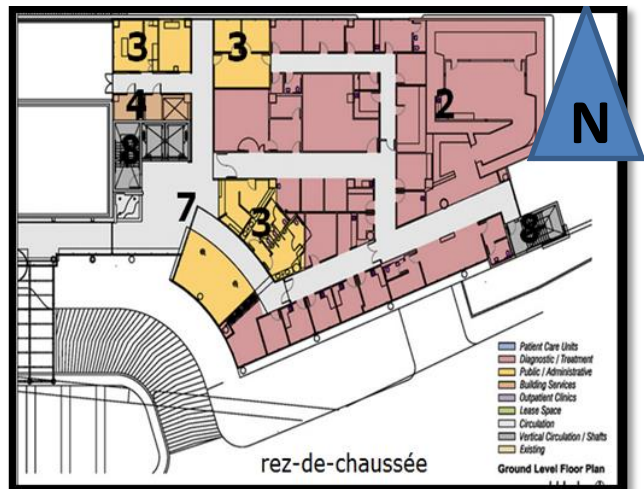 3
3
4
2
N
8
7
3
8
Patient Care Units
Diagnostic / Treatment
Public / Administrative
Building Services
Outpatient Clinics
Lease Space
Circulation
Vertical Circulation / Shafts
Existing
rez-de-chaussée
Ground Level Floor Plan